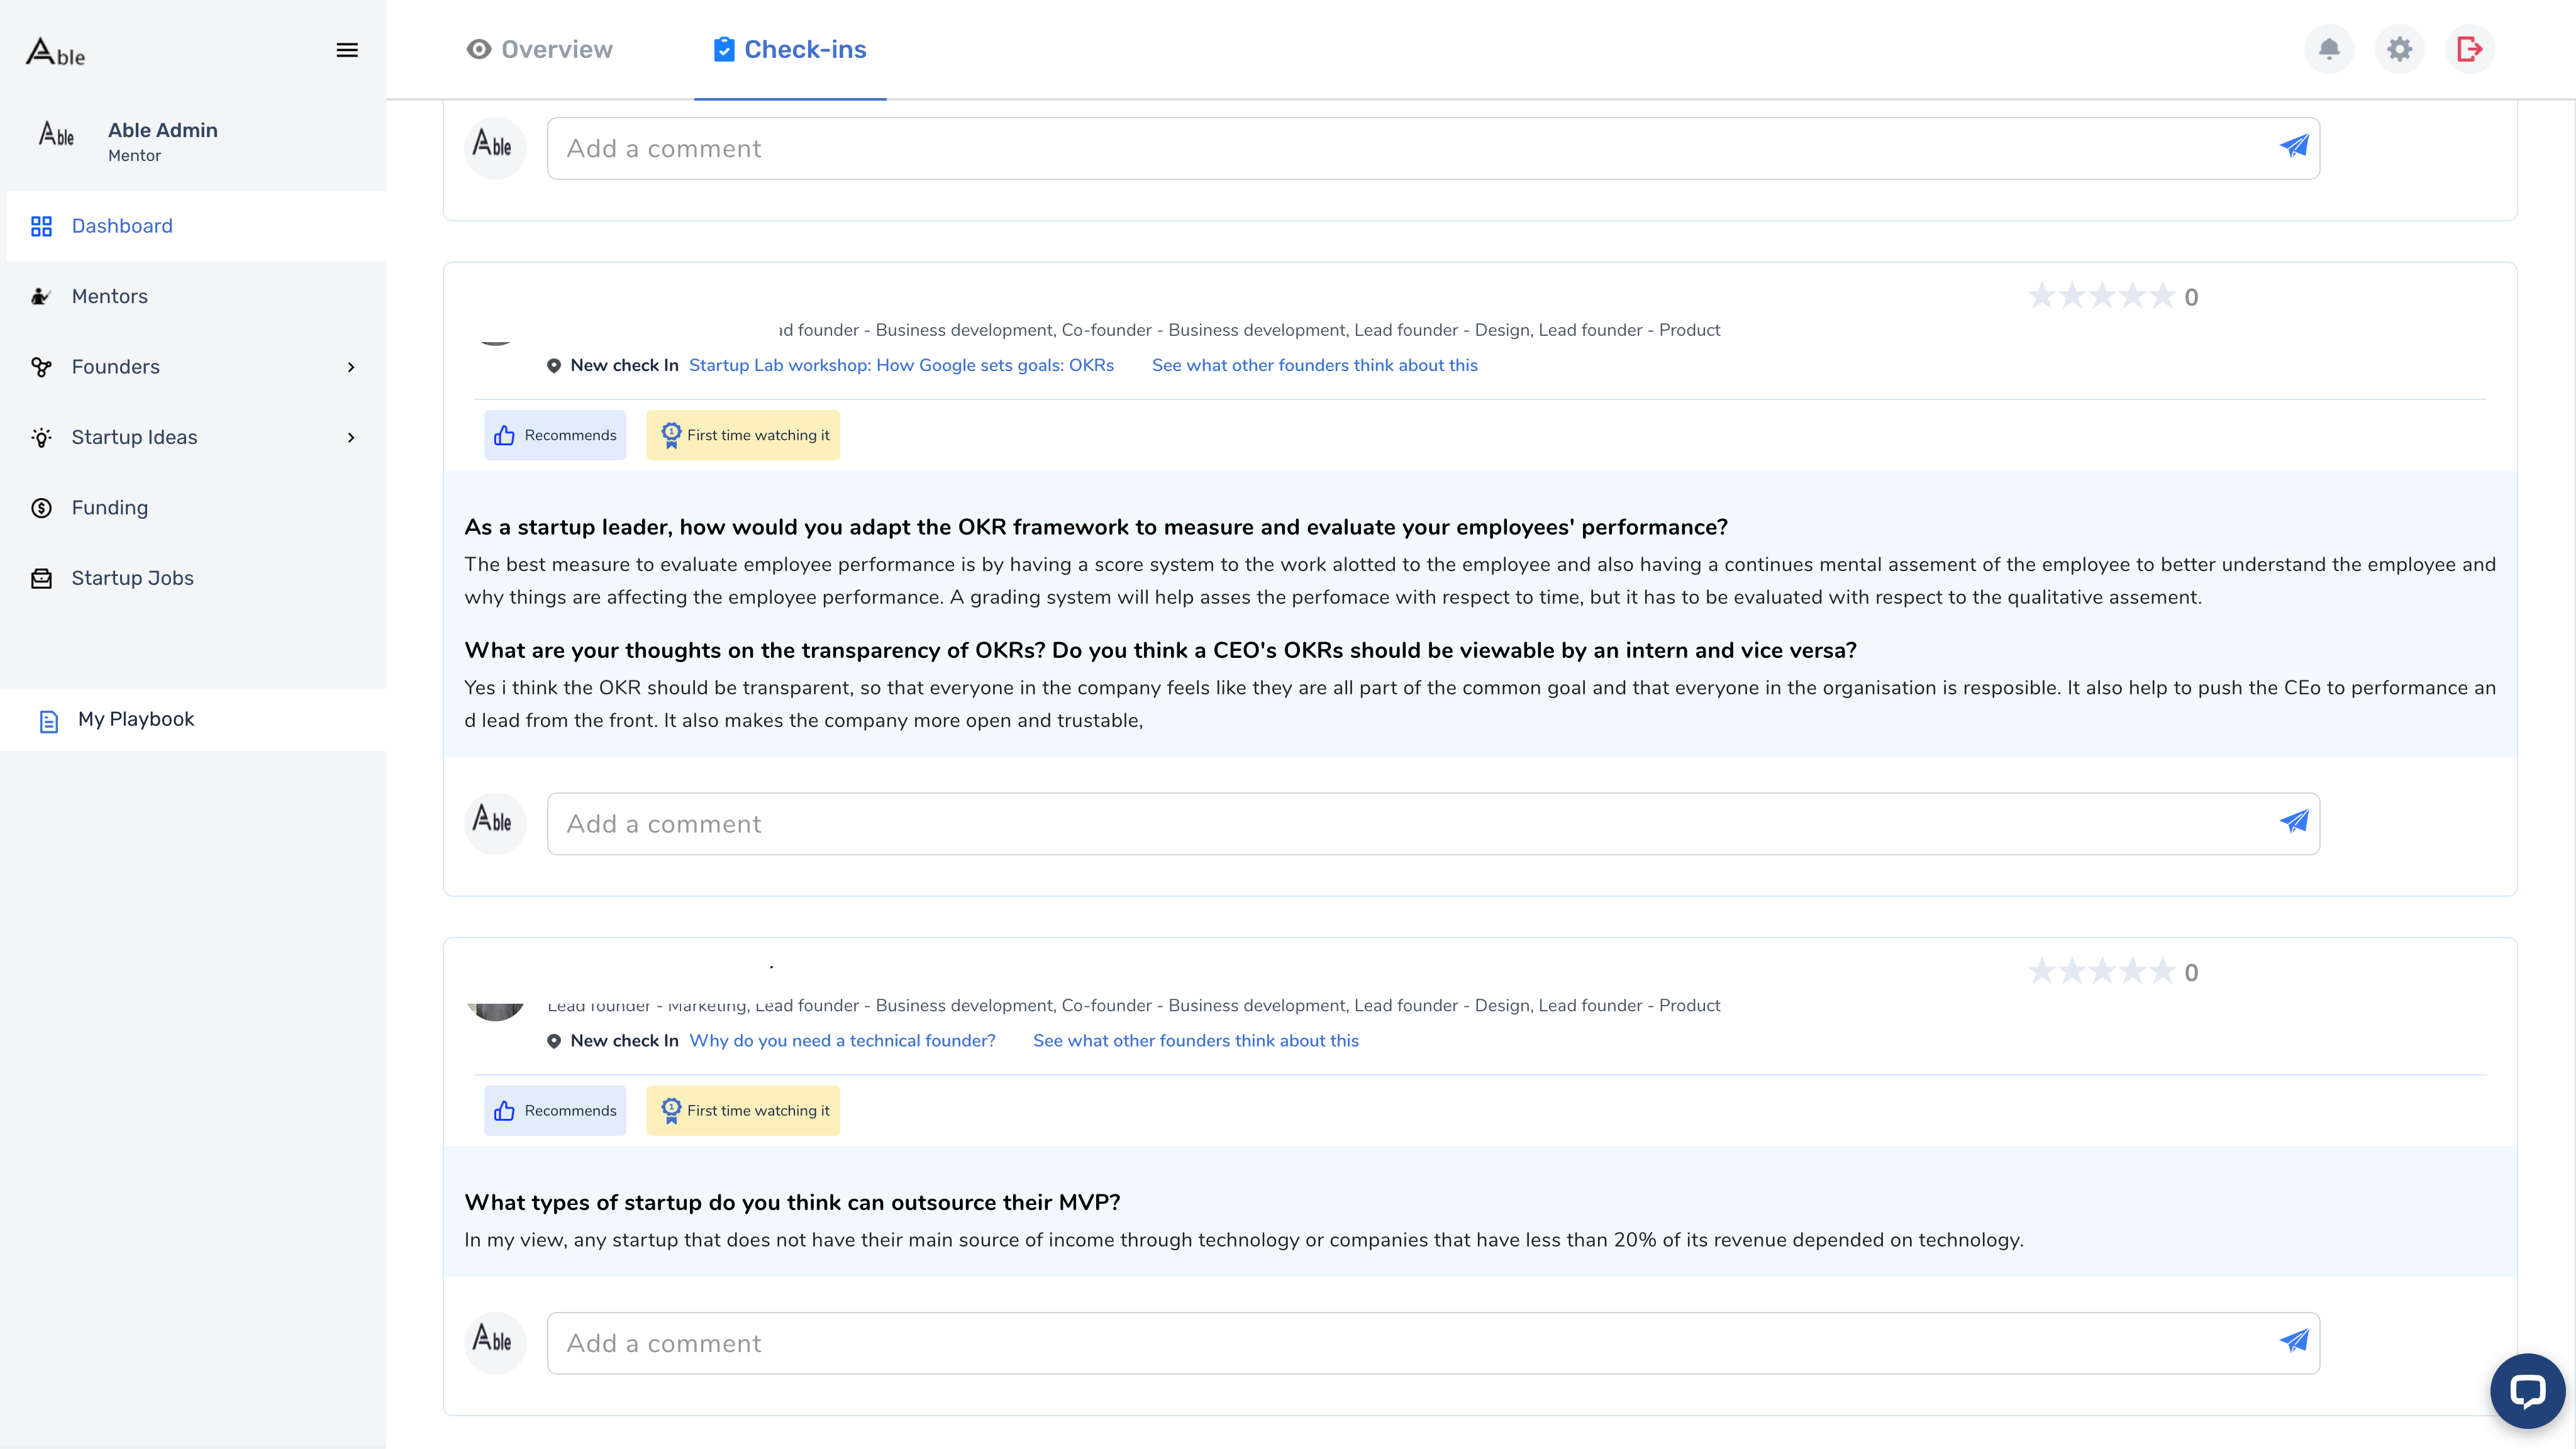 Able
Able
Able Admin
Mentor
Dashboard
Mentors
Founders
Startup Ideas
Funding
Startup Jobs
My Playbook
Overview
Check-ins
Able
Add a comment
0
founder - Business development, Co-founder - Business development, Lead founder - Design, Lead founder - Product
New check In Startup Lab workshop: How Google sets goals: OKRs See what other founders think about this
Recommends
1 First time watching it
As a startup leader, how would you adapt the OKR framework to measure and evaluate your employees' performance?
The best measure to evaluate employee performance is by having a score system to the work alotted to the employee and also having a continues mental assement of the employee to better understand the employee and
why things are affecting the employee performance. A grading system will help asses the perfomace with respect to time, but it has to be evaluated with respect to the qualitative assement.
What are your thoughts on the transparency of OKRs? Do you think a CEO's OKRs should be viewable by an intern and vice versa?
Yes i think the OKR should be transparent, so that everyone in the company feels like they are all part of the common goal and that everyone in the organisation is resposible. It also help to push the CEo to performance an
d lead from the front. It also makes the company more open and trustable,
Able
Add a comment
0
Lead founder - Marketing, Lead founder - Business development, Co-founder - Business development, Lead founder - Design, Lead founder - Product
New check In Why do you need a technical founder? See what other founders think about this
Recommends
1 First time watching it
What types of startup do you think can outsource their MVP?
In my view, any startup that does not have their main source of income through technology or companies that have less than 20% of its revenue depended on technology.
Able
Add a comment